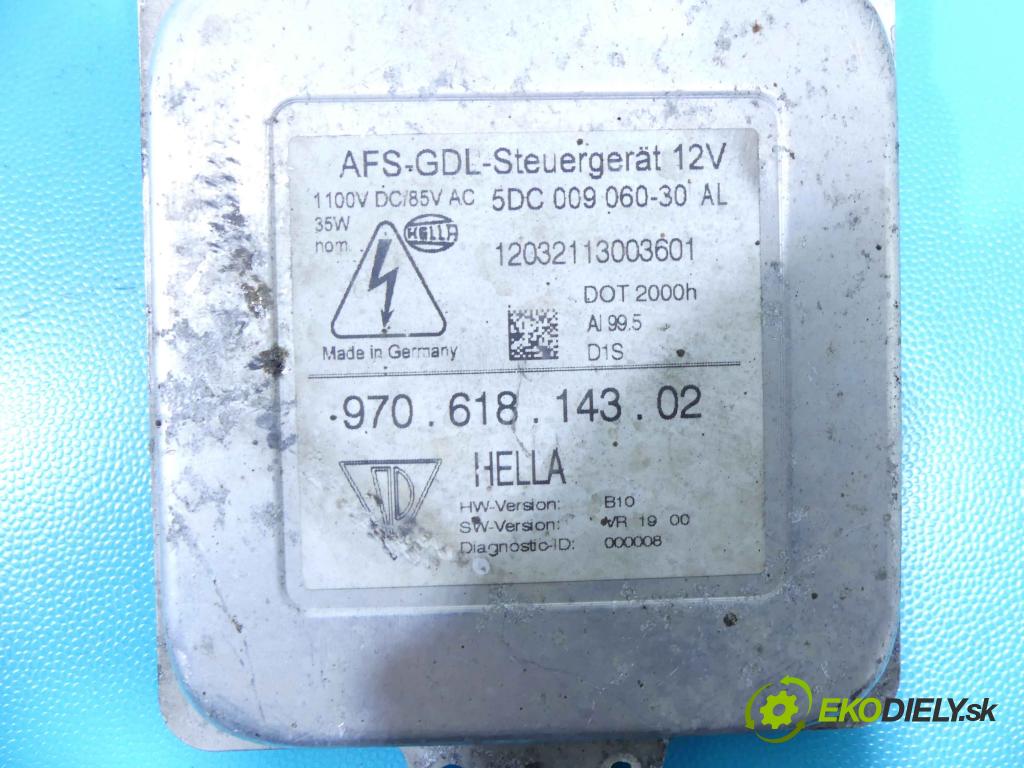 AFS-GDL-Steuergerät 12V
1100V DC/85V AC 5DC 009 060-30 AL
35W
nom.
HELLA
12032113003601
DOT 2000h
Al 99.5
D1S
Made in Germany
970.618.143.02
HELLA
HW-Version: B10
SW-Version: VR 19 00
Diagnostic-ID: 000008
EKODIELY.sk